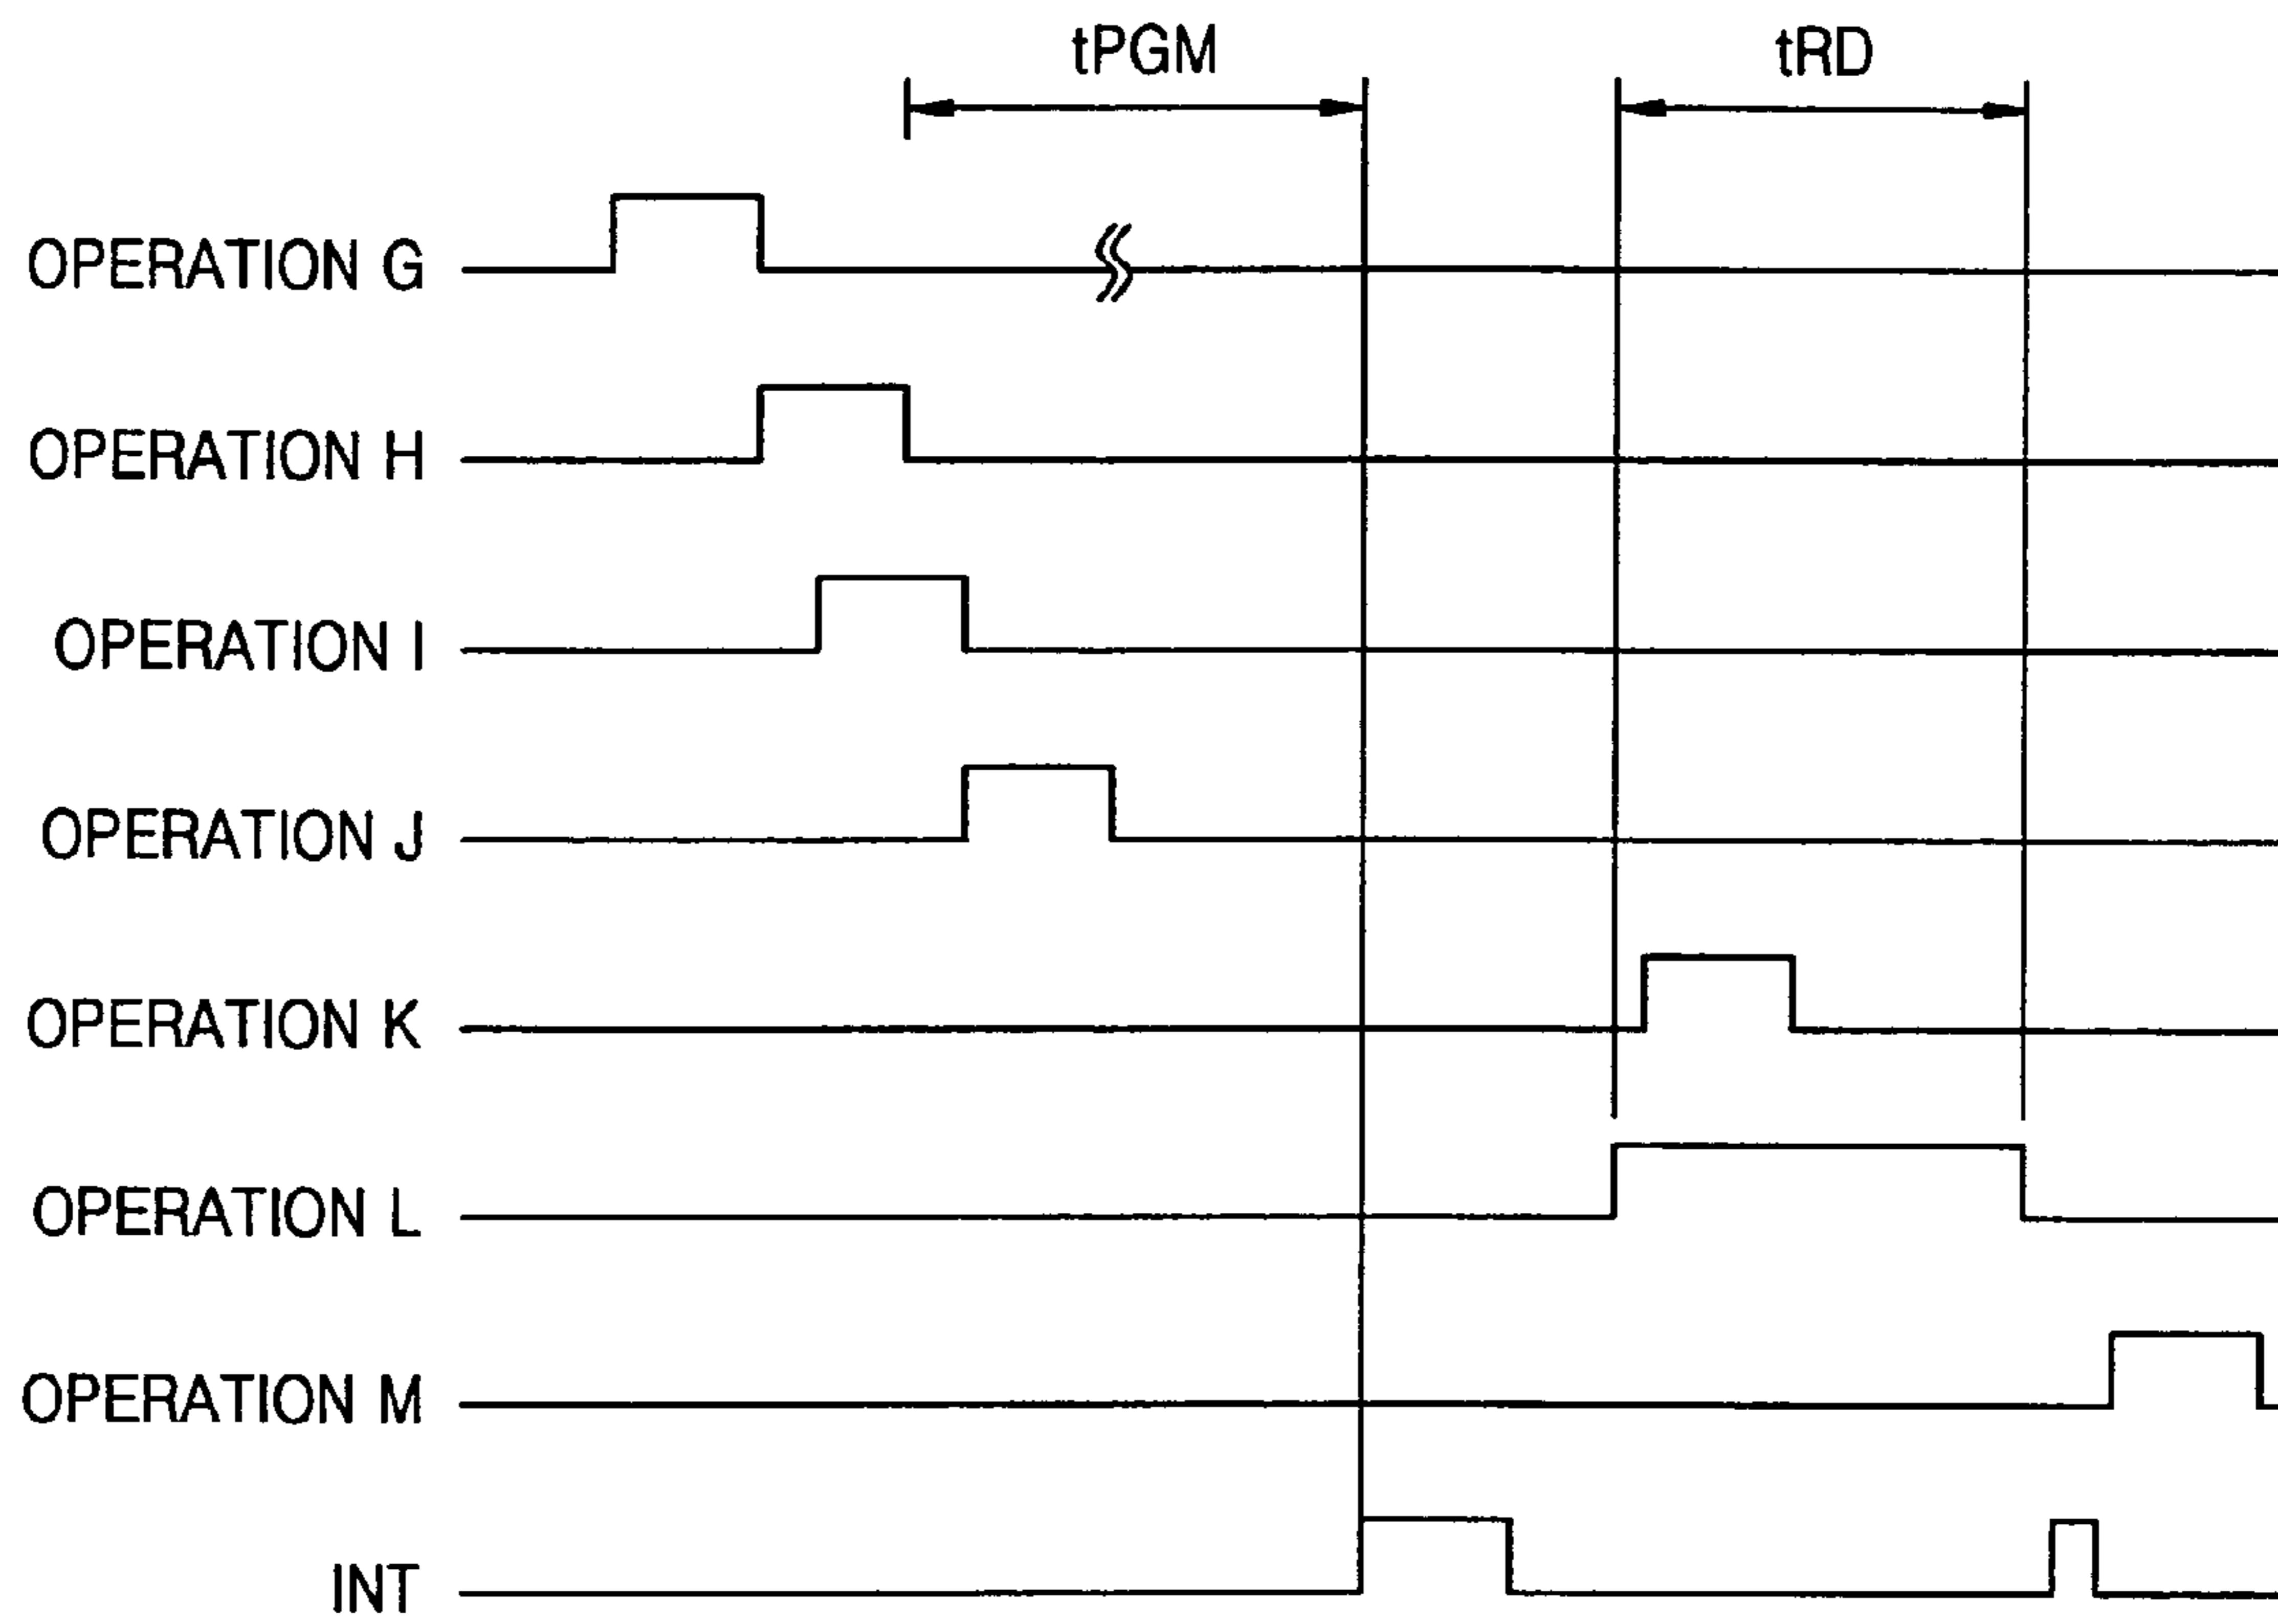 tPGM
tRD
OPERATION G
OPERATION H
OPERATION I
OPERATION J
OPERATION K
OPERATION L
OPERATION M
INT